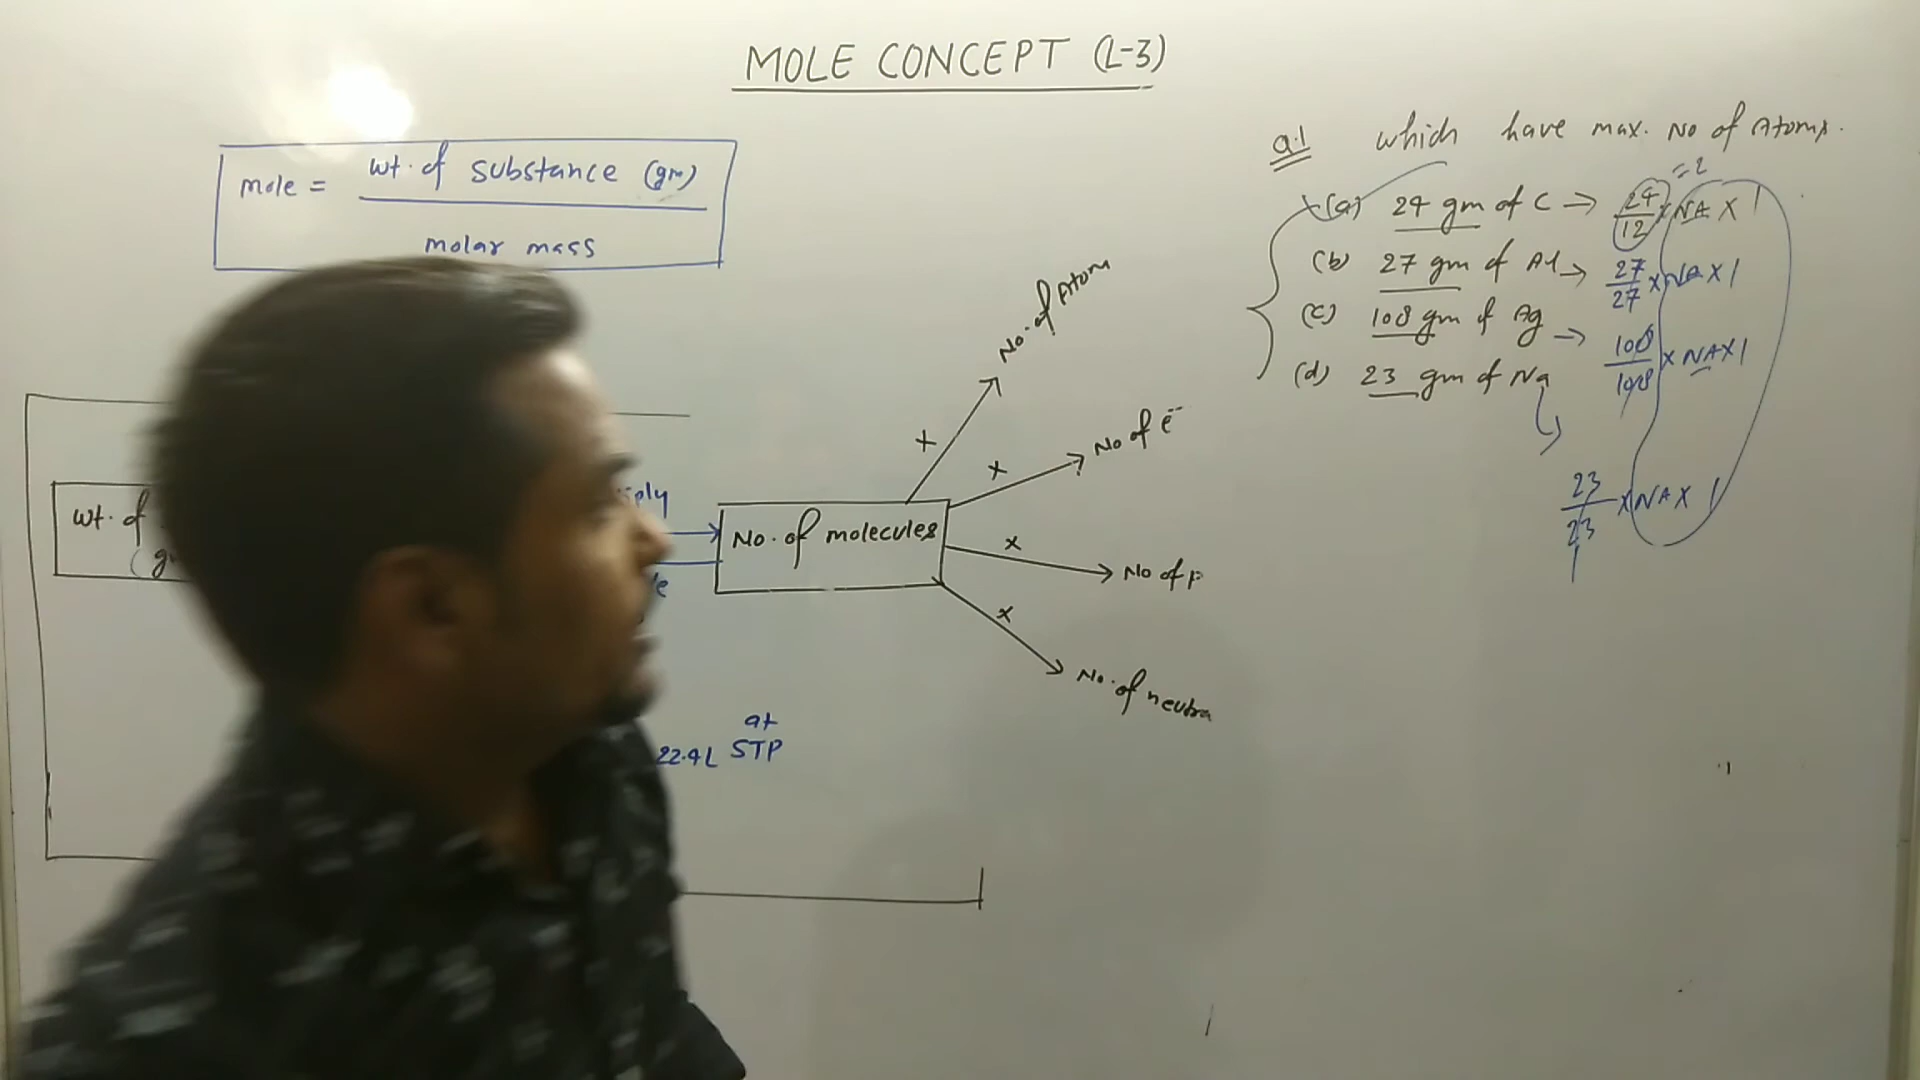 MOLE CONCEPT (L-3)
mole = wt. of substance (gm)
molar mass
Q.1 which have max. No of Atoms.
(a) 24 gm of C → 24/12 × NA × 1
= 2
(b) 27 gm of Al → 27/27 × NA × 1
(c) 108 gm of Ag → 108/108 × NA × 1
(d) 23 gm of Na
23/23 × NA × 1
1
No. of Atom
×
No of e⁻
×
wt. of
No. of molecules
×
No of p
×
No. of neutra
at
22.4L STP